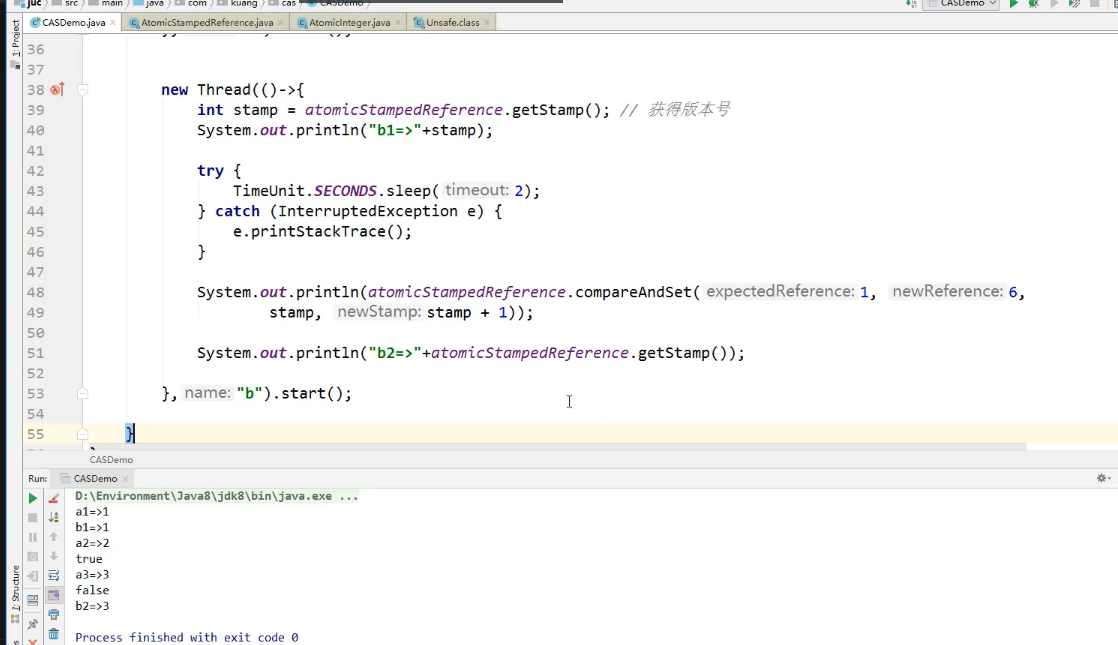 juc src main java com kuang cas CASDemo CASDemo
CASDemo.java AtomicStampedReference.java AtomicInteger.java Unsafe.class
1: Project
36
37
38 new Thread(()->{
39 int stamp = atomicStampedReference.getStamp(); // 获得版本号
40 System.out.println("b1=>"+stamp);
41
42 try {
43 TimeUnit.SECONDS.sleep( timeout: 2);
44 } catch (InterruptedException e) {
45 e.printStackTrace();
46 }
47
48 System.out.println(atomicStampedReference.compareAndSet( expectedReference: 1, newReference: 6,
49 stamp, newStamp: stamp + 1));
50
51 System.out.println("b2=>"+atomicStampedReference.getStamp());
52
53 }, name: "b").start();
54
55 }
CASDemo
Run: CASDemo
D:\Environment\Java8\jdk8\bin\java.exe ...
a1=>1
b1=>1
a2=>2
true
a3=>3
false
b2=>3
Process finished with exit code 0
7: Structure